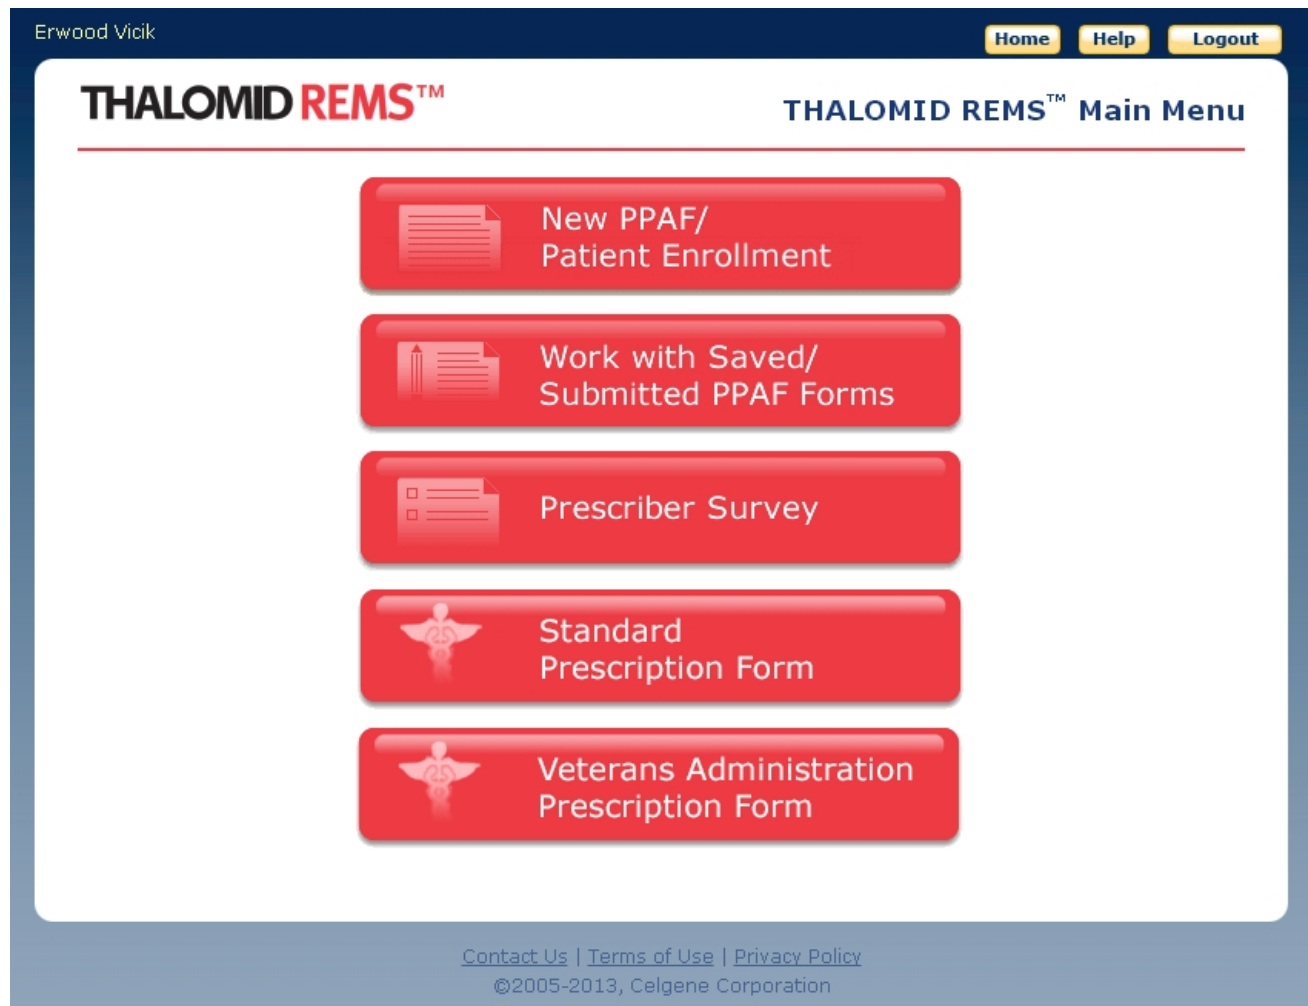 Erwood Vicik
Home Help Logout
THALOMID REMS™
THALOMID REMS™ Main Menu
New PPAF/
Patient Enrollment
Work with Saved/
Submitted PPAF Forms
Prescriber Survey
Standard
Prescription Form
Veterans Administration
Prescription Form
Contact Us | Terms of Use | Privacy Policy
©2005-2013, Celgene Corporation